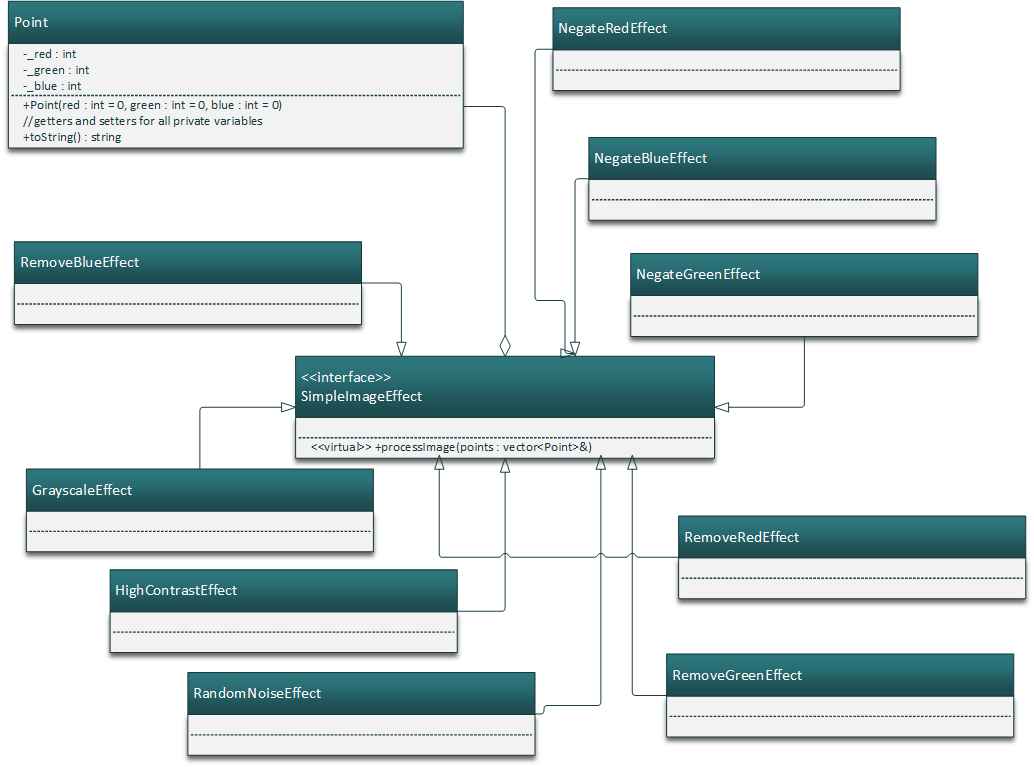 Point
-_red : int
-_green : int
-_blue : int
+Point(red : int = 0, green : int = 0, blue : int = 0)
//getters and setters for all private variables
+toString() : string
NegateRedEffect
NegateBlueEffect
RemoveBlueEffect
NegateGreenEffect
<<interface>>
SimpleImageEffect
<<virtual>> +processImage(points : vector<Point>&)
GrayscaleEffect
RemoveRedEffect
HighContrastEffect
RemoveGreenEffect
RandomNoiseEffect